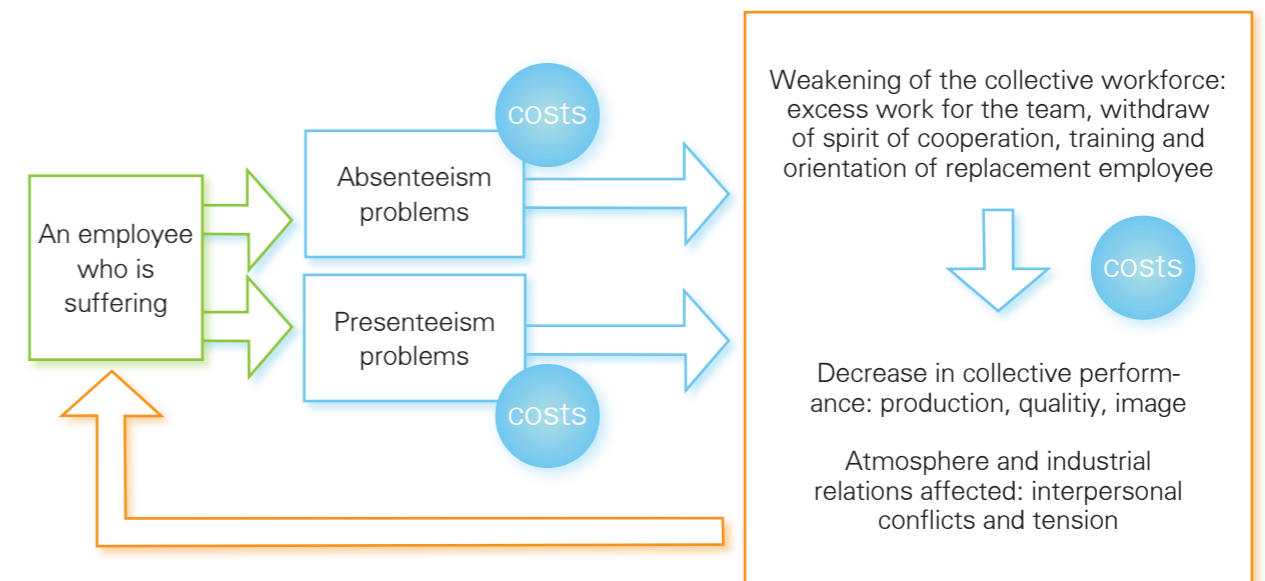 An employee
who is
suffering
costs
Absenteeism
problems
Presenteeism
problems
costs
Weakening of the collective workforce:
excess work for the team, withdraw
of spirit of cooperation, training and
orientation of replacement employee
costs
Decrease in collective perform-
ance: production, qualitiy, image
Atmosphere and industrial
relations affected: interpersonal
conflicts and tension